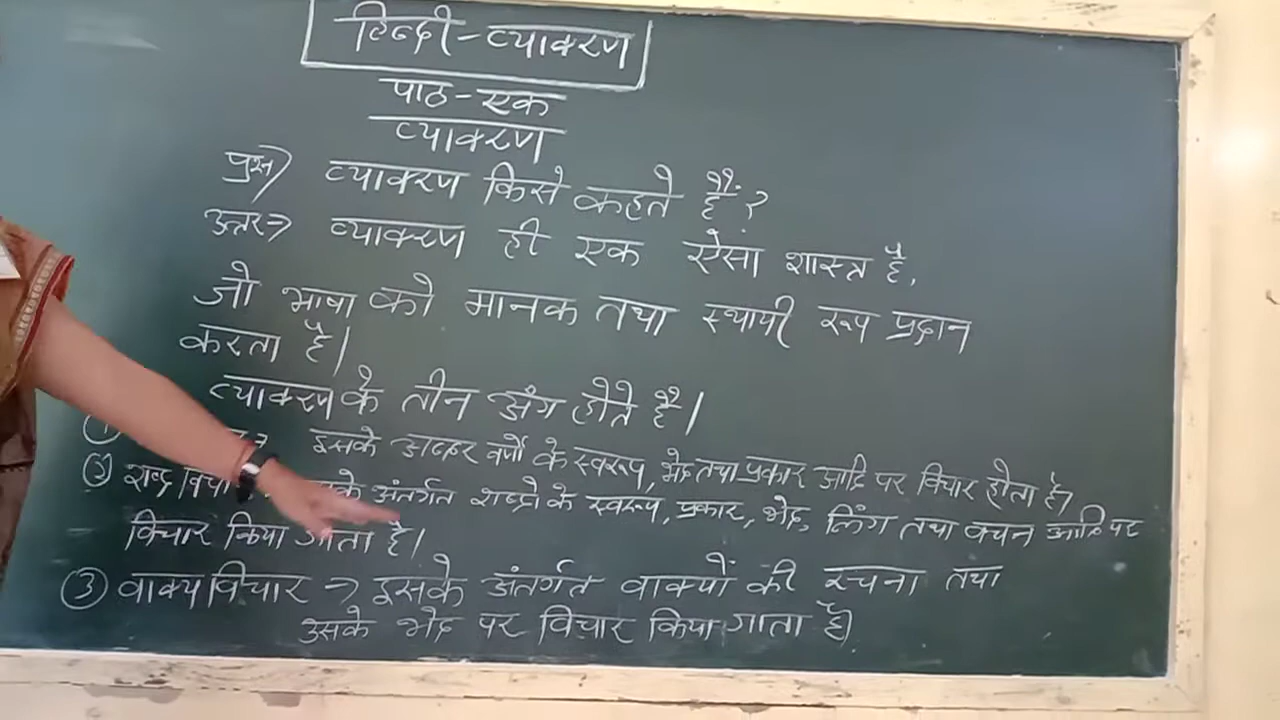 हिन्दी-व्याकरण
पाठ-एक
व्याकरण
प्रश्न) व्याकरण किसे कहते हैं?
उत्तर=> व्याकरण ही एक ऐसा शास्त्र है,
जो भाषा को मानक तथा स्थायी रूप प्रदान
करता है।
व्याकरण के तीन अंग होते है।
① इसके अन्दर वर्णों के स्वरूप, भेद तथा प्रकार आदि पर विचार होता है।
② शब्द विचा के अंतर्गत शब्दो के स्वरूप, प्रकार, भेद, लिंग तथा वचन आदि पर
विचार किया जाता है।
③ वाक्य विचार -> इसके अंतर्गत वाक्यों की रचना तथा
उसके भेद पर विचार किया जाता है।